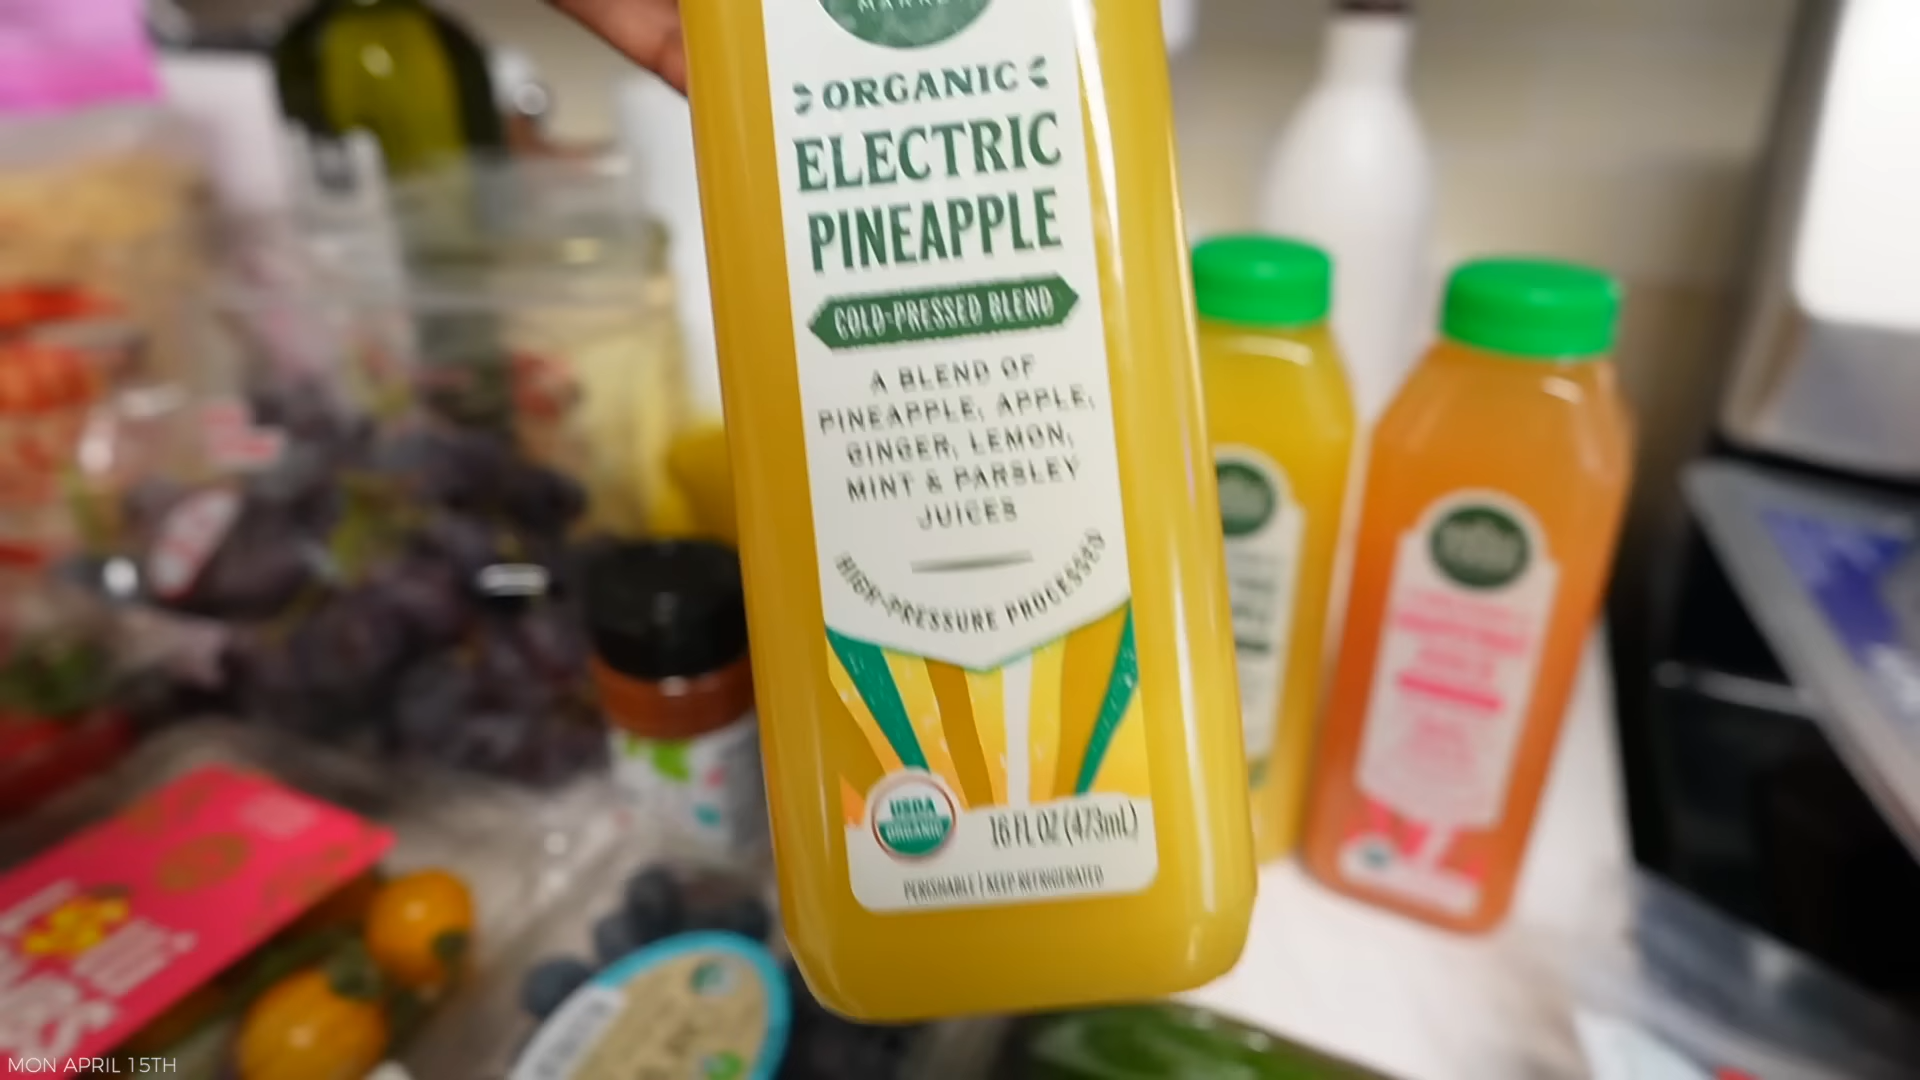 MARKE
ORGANIC
ELECTRIC
PINEAPPLE
COLD-PRESSED BLEND
A BLEND OF
PINEAPPLE, APPLE,
GINGER, LEMON,
MINT & PARSLEY
JUICES
HIGH-PRESSURE PROCESSED
USDA
ORGANIC
16 FL OZ (473mL)
PERISHABLE | KEEP REFRIGERATED
MON APRIL 15TH